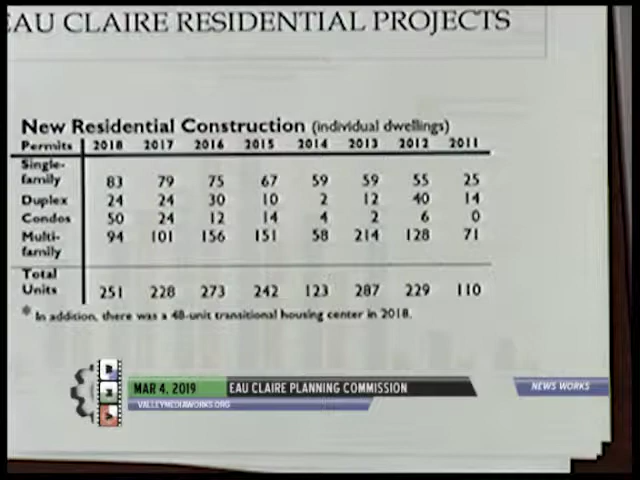 EAU CLAIRE RESIDENTIAL PROJECTS
New Residential Construction (individual dwellings)
Permits 2018 2017 2016 2015 2014 2013 2012 2011
Single-
family 83 79 75 67 59 59 55 25
Duplex 24 24 30 10 2 12 40 14
Condos 50 24 12 14 4 2 6 0
Multi- 94 101 156 151 58 214 128 71
family
Total
Units 251 228 273 242 123 287 229 110
* In addition, there was a 48-unit transitional housing center in 2018.
MAR 4, 2019 EAU CLAIRE PLANNING COMMISSION NEWS WORKS
VALLEYMEDIAWORKS.ORG